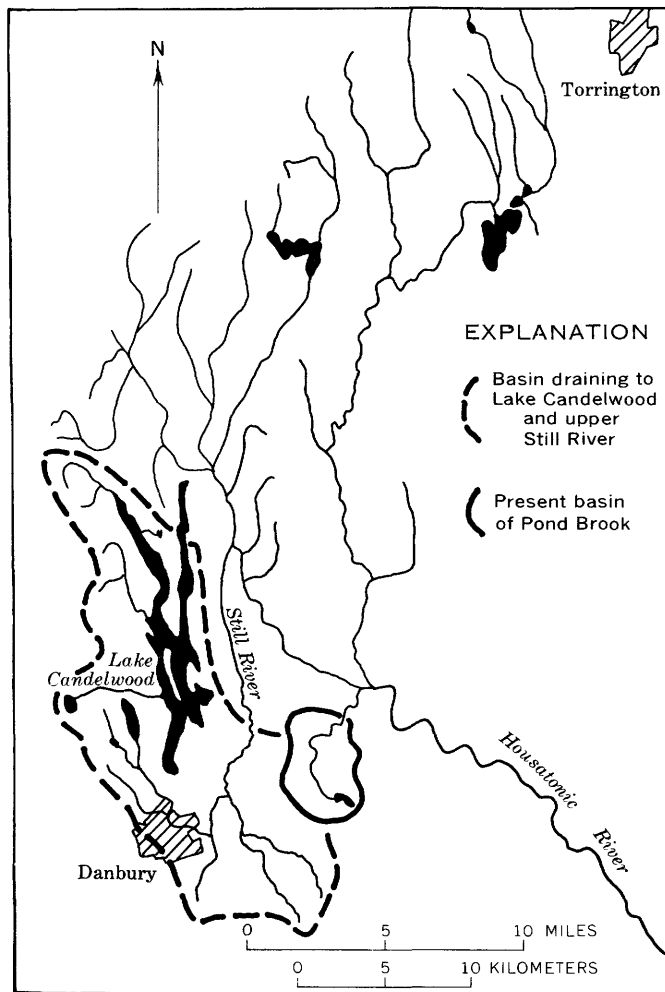 N
Torrington
EXPLANATION
Basin draining to
Lake Candelwood
and upper
Still River
Present basin
of Pond Brook
Still River
Lake
Candelwood
Housatonic
River
Danbury
0 5 10 MILES
0 5 10 KILOMETERS